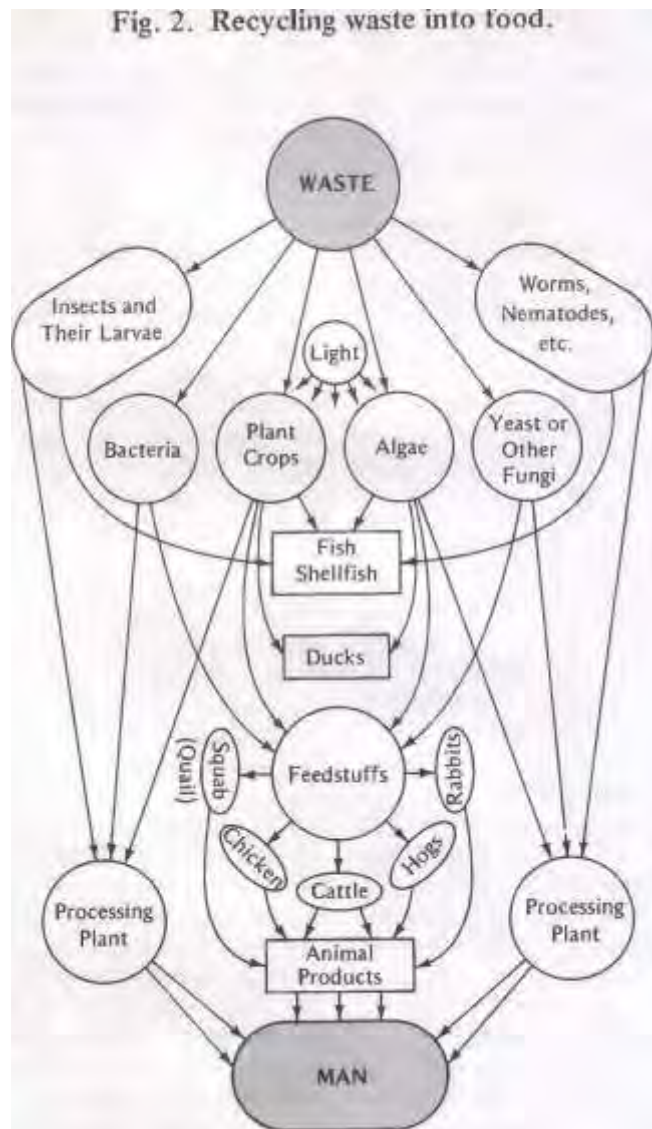 Fig. 2. Recycling waste into food.
WASTE
Insects and
Their Larvae
Worms,
Nematodes,
etc.
Light
Bacteria
Plant
Crops
Algae
Yeast or
Other
Fungi
Fish
Shellfish
Ducks
Squab
(Quail)
Feedstuffs
Rabbits
Chicken
Cattle
Hogs
Processing
Plant
Animal
Products
Processing
Plant
MAN